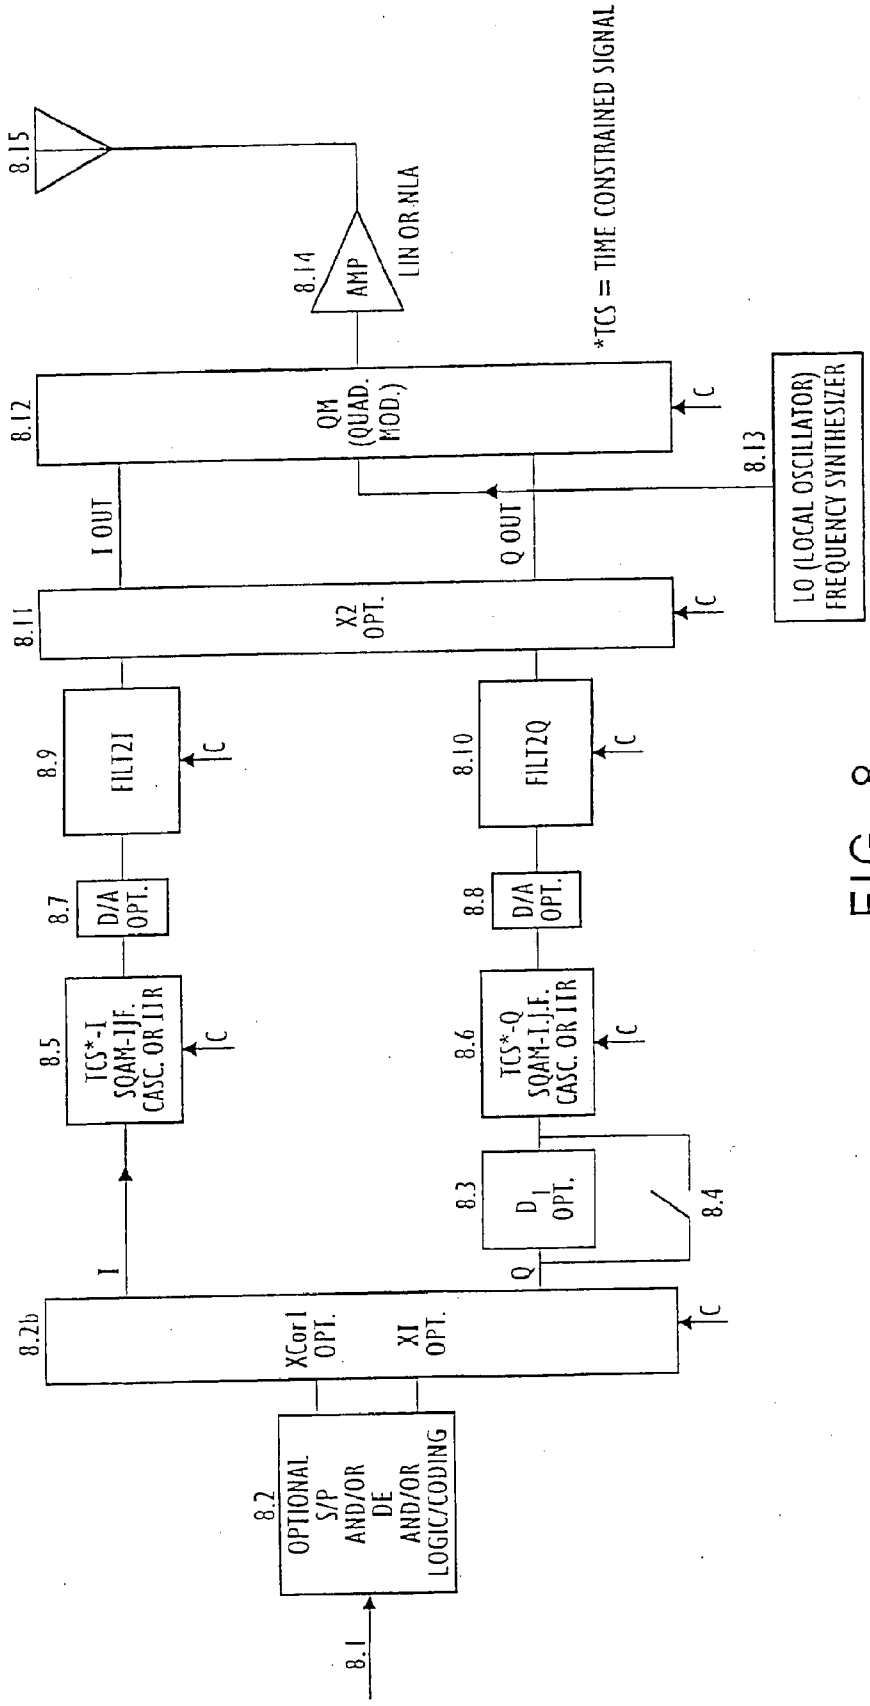 8.1
8.2
OPTIONAL
S/P
AND/OR
DE
AND/OR
LOGIC/CODING
8.2b
XCor1
OPT.
XI
OPT.
C
I
Q
8.3
D1
OPT.
8.4
8.5
TCS*-I
SQAM-IJF.
CASC. OR IIR
C
8.6
TCS*-Q
SQAM-I.J.F.
CASC. OR IIR
C
8.7
D/A
OPT.
8.8
D/A
OPT.
8.9
FILT2I
C
8.10
FILT2Q
C
8.11
X2
OPT.
C
I OUT
Q OUT
8.12
QM
(QUAD.
MOD.)
C
8.13
LO (LOCAL OSCILLATOR)
FREQUENCY SYNTHESIZER
8.14
AMP
LIN OR NLA
8.15
*TCS = TIME CONSTRAINED SIGNAL
FIG. 8